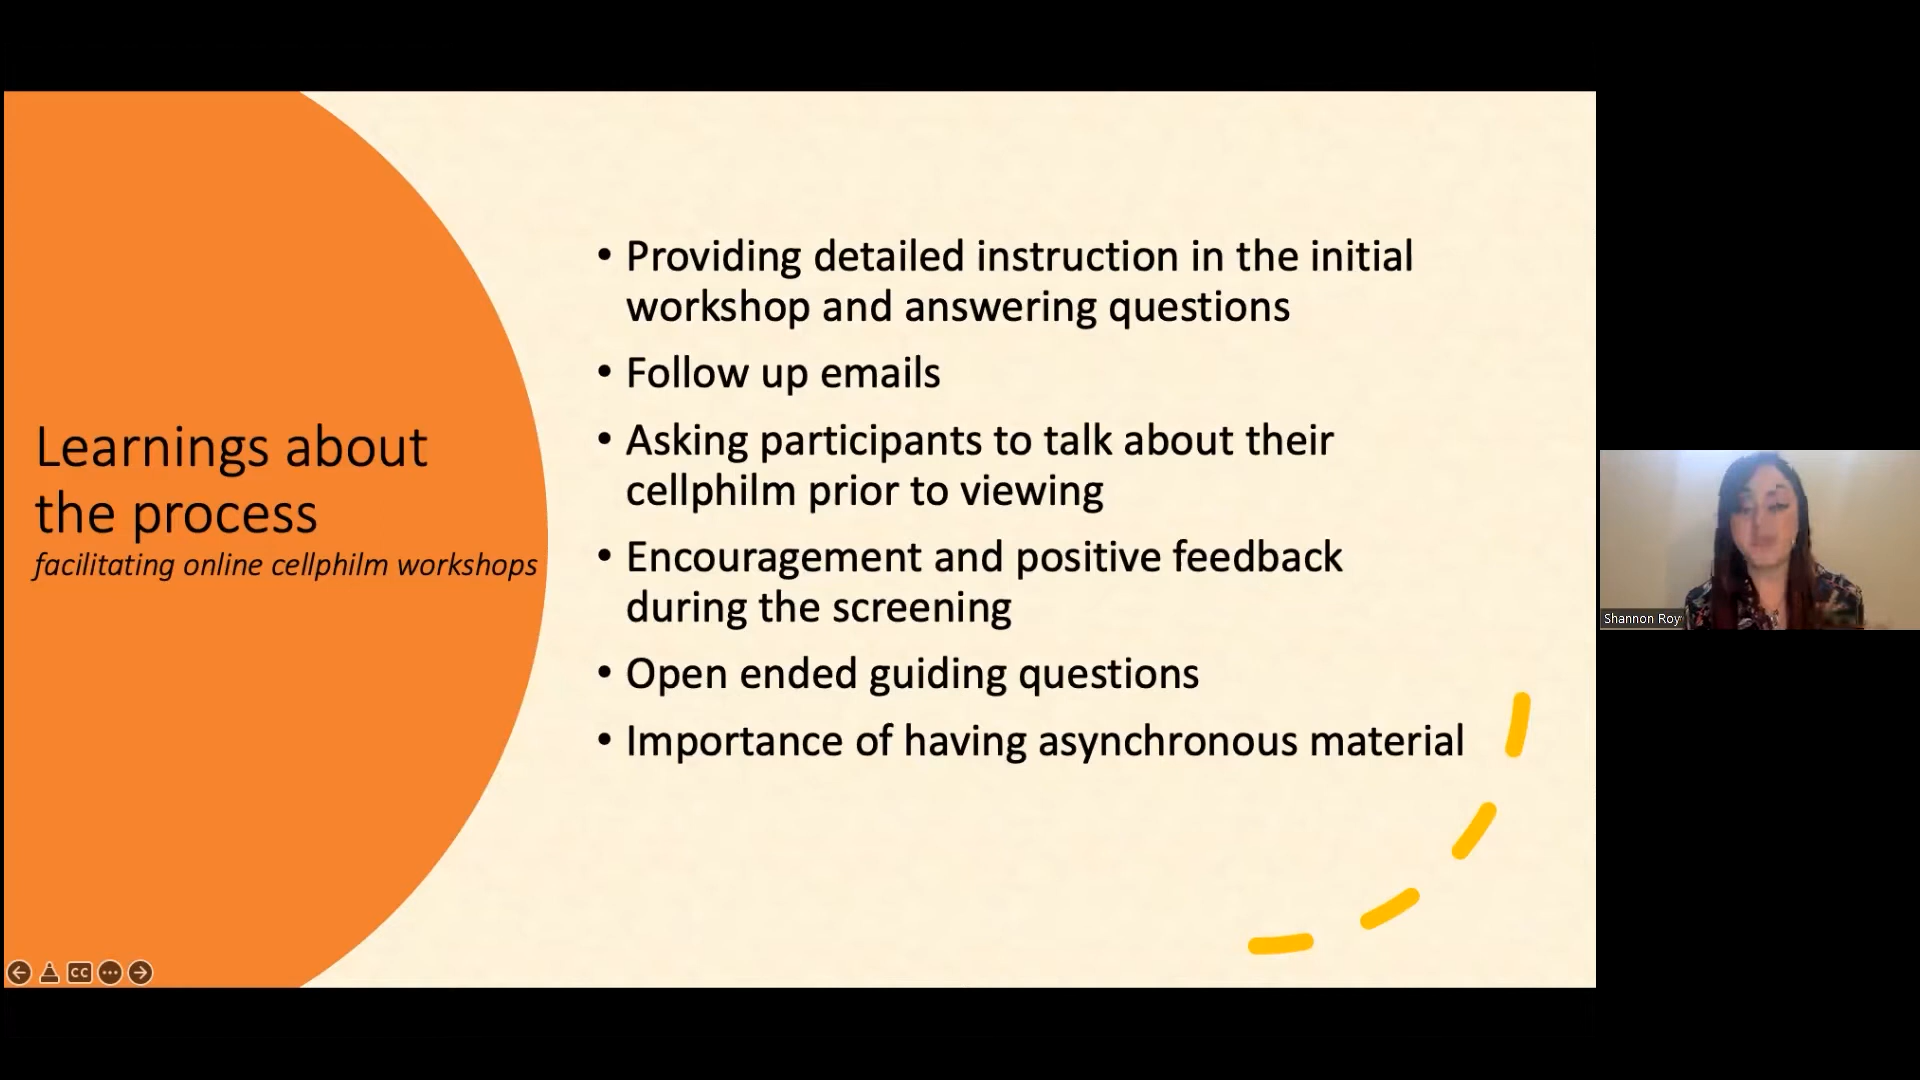 Learnings about
the process
facilitating online cellphilm workshops
• Providing detailed instruction in the initial
workshop and answering questions
• Follow up emails
• Asking participants to talk about their
cellphilm prior to viewing
• Encouragement and positive feedback
during the screening
• Open ended guiding questions
• Importance of having asynchronous material
CC
Shannon Roy